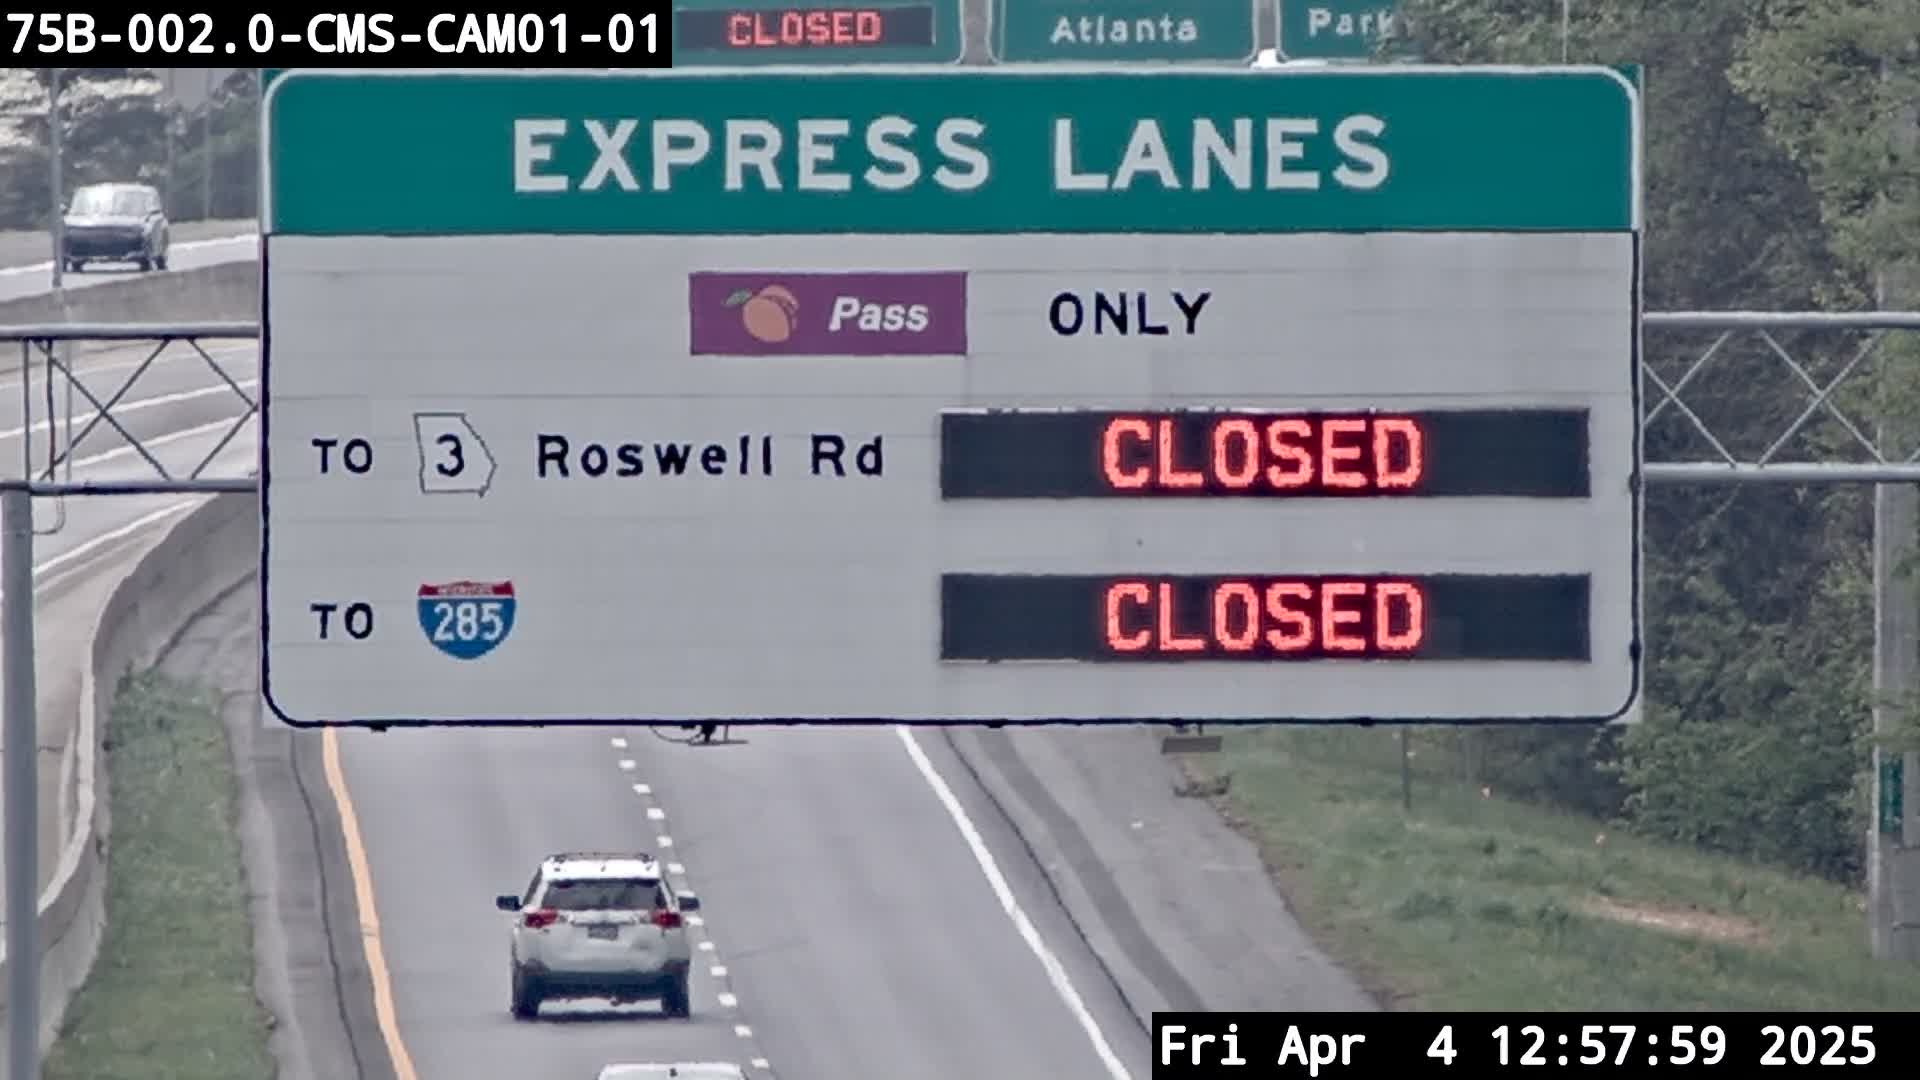 75B-002.0-CMS-CAM01-01
CLOSED
Atlanta
EXPRESS LANES
Pass ONLY
TO 3 Roswell Rd CLOSED
TO 285 CLOSED
Fri Apr 4 12:57:59 2025